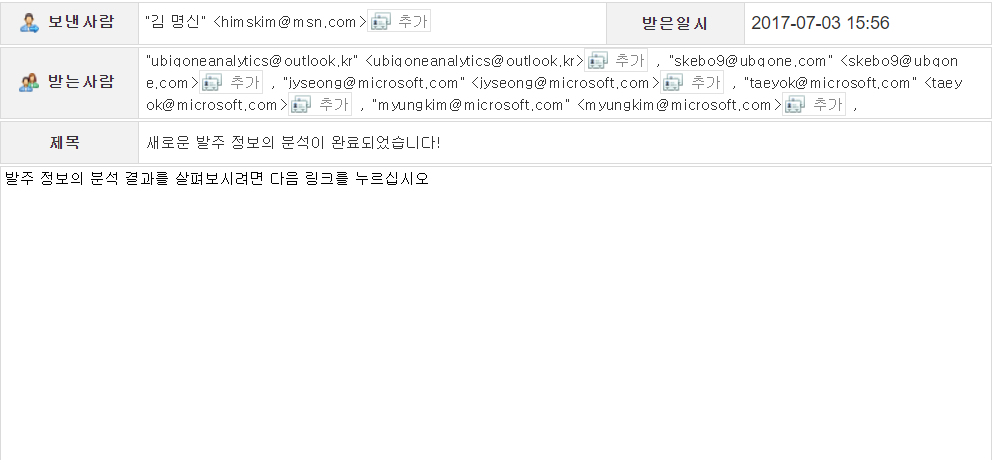 보낸사람 "김 명신" <himskim@msn.com> 추가 받은일시 2017-07-03 15:56
"ubiqoneanalytics@outlook.kr" <ubiqoneanalytics@outlook.kr> 추가 , "skebo9@ubqone.com" <skebo9@ubqon
받는사람 e.com> 추가 , "jyseong@microsoft.com" <jyseong@microsoft.com> 추가 , "taeyok@microsoft.com" <taey
ok@microsoft.com> 추가 , "myungkim@microsoft.com" <myungkim@microsoft.com> 추가 ,
제목 새로운 발주 정보의 분석이 완료되었습니다!
발주 정보의 분석 결과를 살펴보시려면 다음 링크를 누르십시오